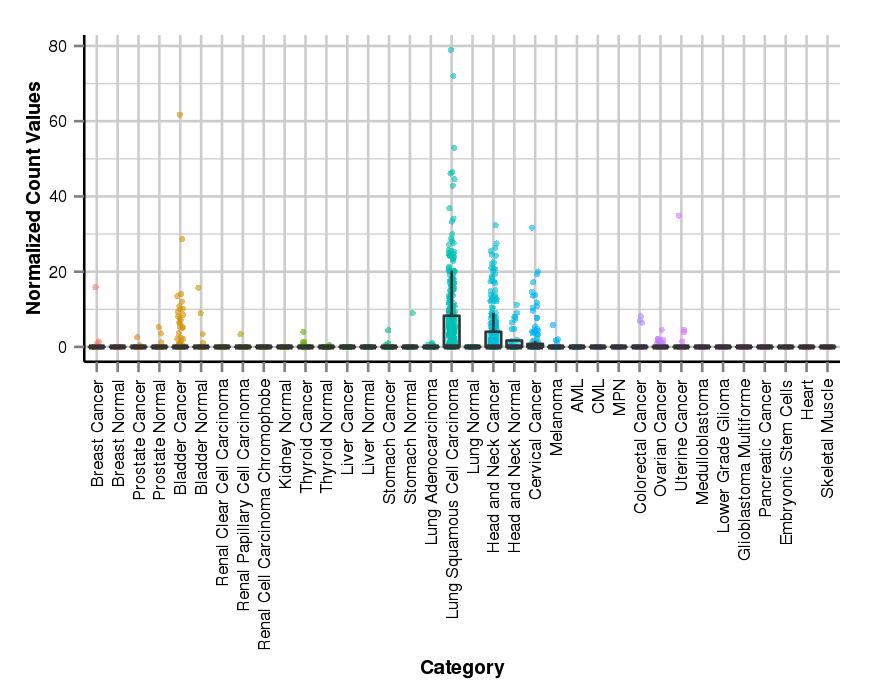 Normalized Count Values
80
60
40
20
0
Breast Cancer
Breast Normal
Prostate Cancer
Prostate Normal
Bladder Cancer
Bladder Normal
Renal Clear Cell Carcinoma
Renal Papillary Cell Carcinoma
Renal Cell Carcinoma Chromophobe
Kidney Normal
Thyroid Cancer
Thyroid Normal
Liver Cancer
Liver Normal
Stomach Cancer
Stomach Normal
Lung Adenocarcinoma
Lung Squamous Cell Carcinoma
Lung Normal
Head and Neck Cancer
Head and Neck Normal
Cervical Cancer
Melanoma
AML
CML
MPN
Colorectal Cancer
Ovarian Cancer
Uterine Cancer
Medulloblastoma
Lower Grade Glioma
Glioblastoma Multiforme
Pancreatic Cancer
Embryonic Stem Cells
Heart
Skeletal Muscle
Category